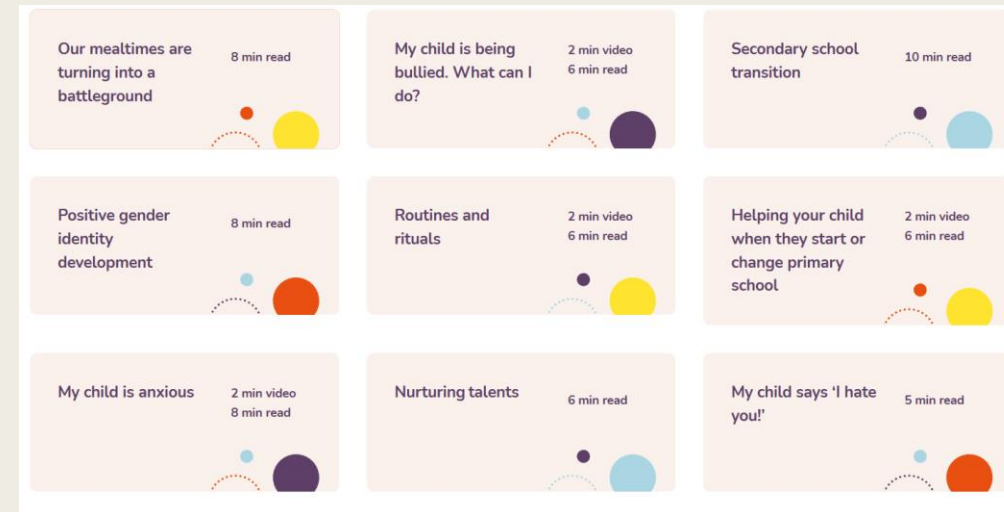 Our mealtimes are
turning into a
battleground
8 min read
My child is being
bullied. What can I
do?
2 min video
6 min read
Secondary school
transition
10 min read
Positive gender
identity
development
8 min read
Routines and
rituals
2 min video
6 min read
Helping your child
when they start or
change primary
school
2 min video
6 min read
My child is anxious
2 min video
8 min read
Nurturing talents
6 min read
My child says ‘I hate
you!’
5 min read